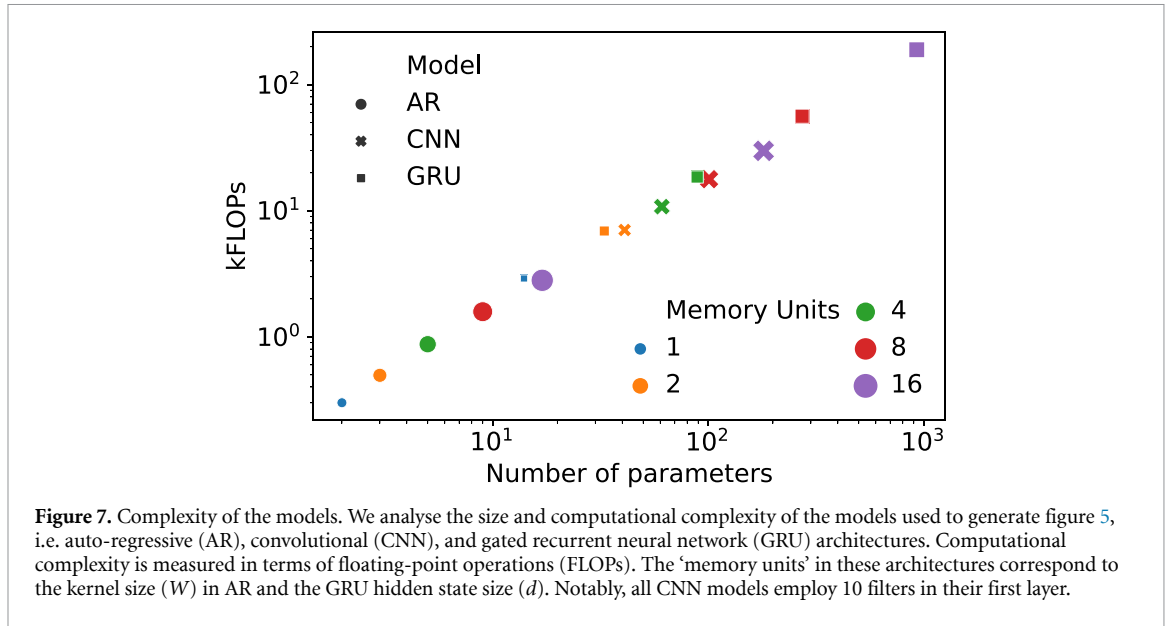 Model
AR
CNN
GRU
10²
10¹
10⁰
kFLOPs
Memory Units
1
2
4
8
16
10¹
10²
10³
Number of parameters
Figure 7. Complexity of the models. We analyse the size and computational complexity of the models used to generate figure 5,
i.e. auto-regressive (AR), convolutional (CNN), and gated recurrent neural network (GRU) architectures. Computational
complexity is measured in terms of floating-point operations (FLOPs). The ‘memory units’ in these architectures correspond to
the kernel size (W) in AR and the GRU hidden state size (d). Notably, all CNN models employ 10 filters in their first layer.